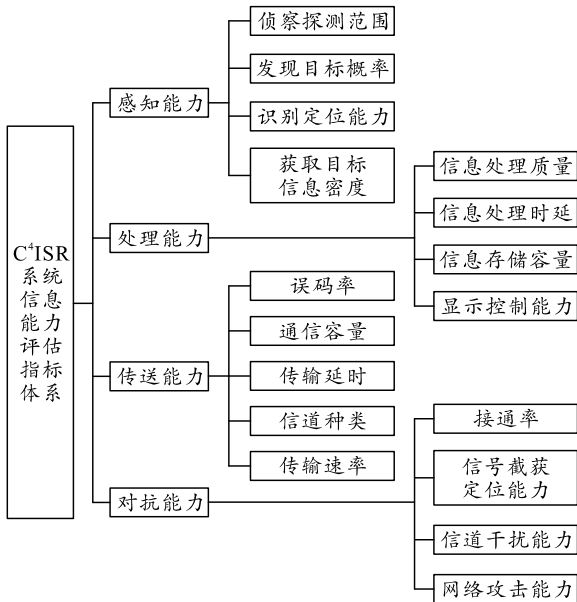 C⁴ISR
系统
信息
能力
评估
指标
体系
感知能力
侦察探测范围
发现目标概率
识别定位能力
获取目标
信息密度
处理能力
信息处理质量
信息处理时延
信息存储容量
显示控制能力
传送能力
误码率
通信容量
传输延时
信道种类
传输速率
对抗能力
接通率
信号截获
定位能力
信道干扰能力
网络攻击能力